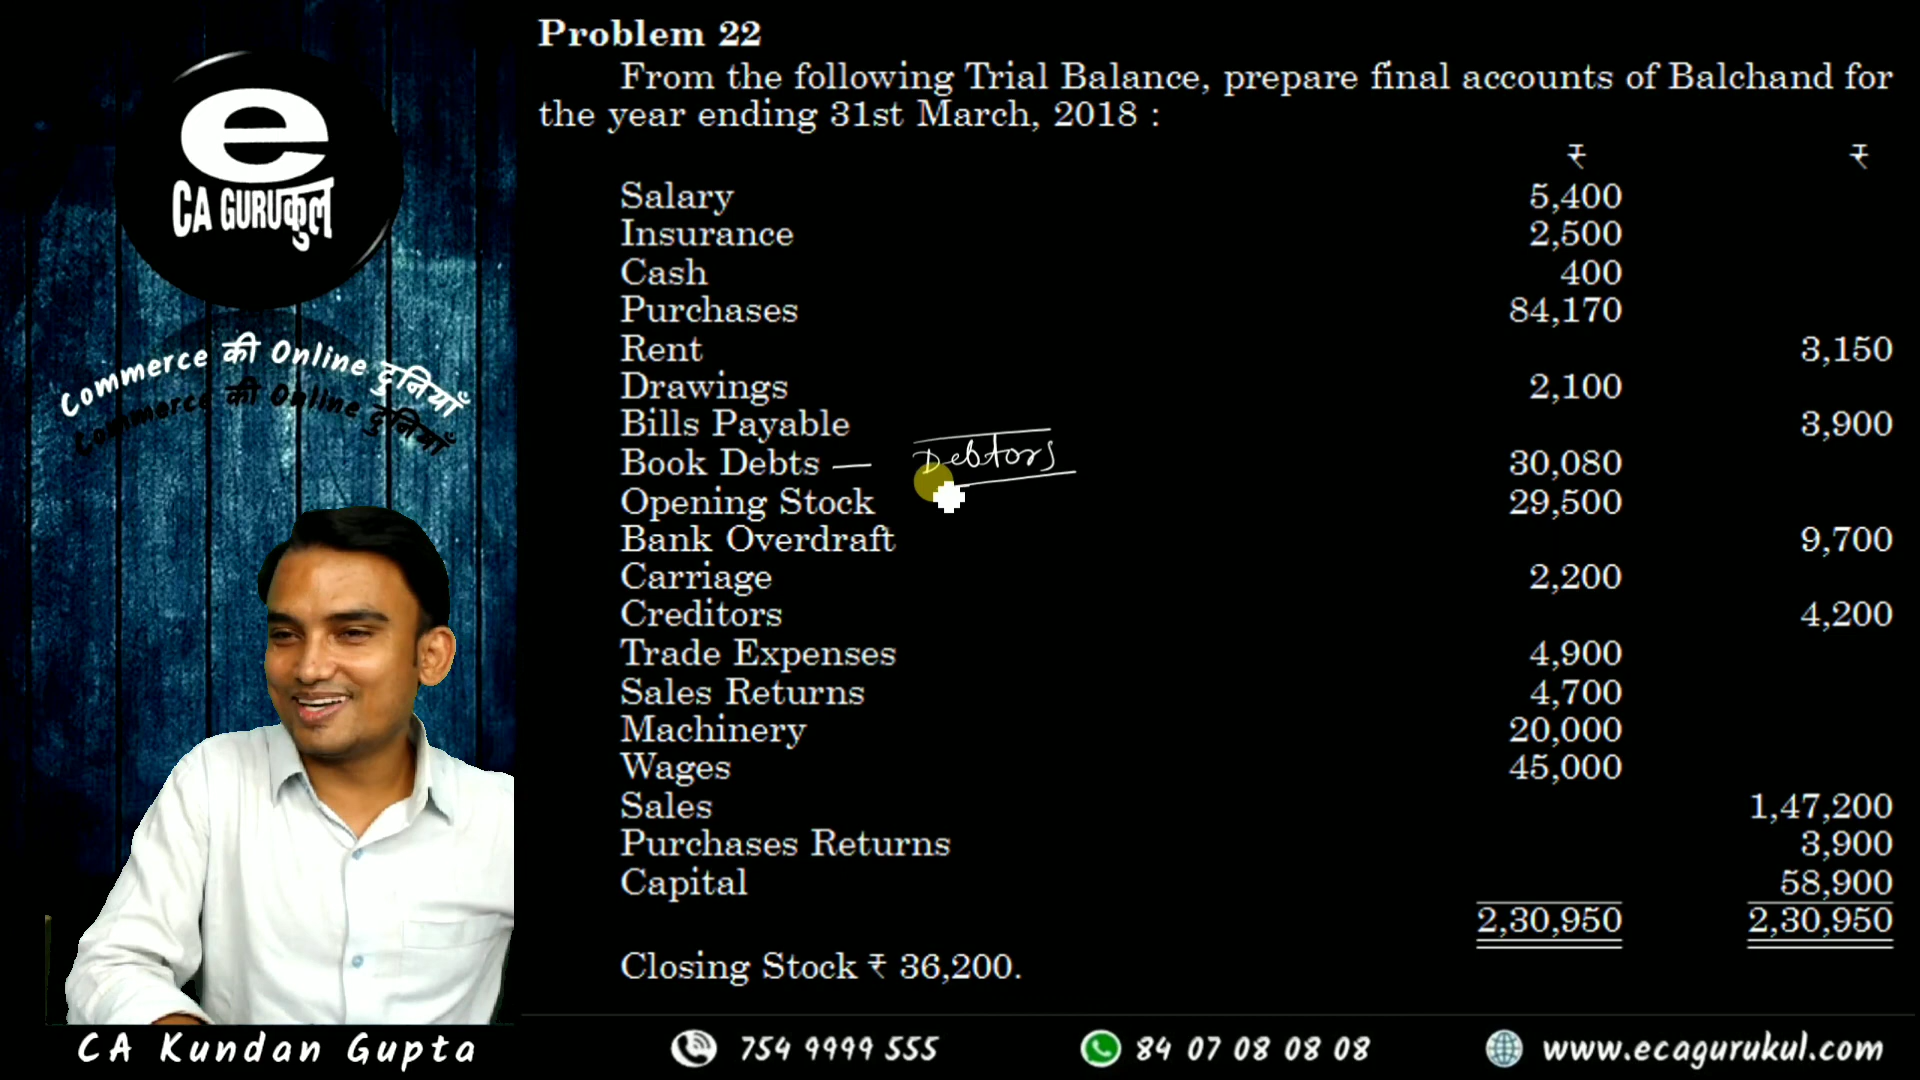 e
CA GURUकुल
Commerce की Online दुनियाँ
Commerce की Online दुनियाँ
CA Kundan Gupta
Problem 22
From the following Trial Balance, prepare final accounts of Balchand for
the year ending 31st March, 2018 :
₹ ₹
Salary 5,400
Insurance 2,500
Cash 400
Purchases 84,170
Rent 3,150
Drawings 2,100
Bills Payable 3,900
Book Debts — Debtors 30,080
Opening Stock 29,500
Bank Overdraft 9,700
Carriage 2,200
Creditors 4,200
Trade Expenses 4,900
Sales Returns 4,700
Machinery 20,000
Wages 45,000
Sales 1,47,200
Purchases Returns 3,900
Capital 58,900
2,30,950 2,30,950
Closing Stock ₹ 36,200.
754 9999 555 84 07 08 08 08 www.ecagurukul.com